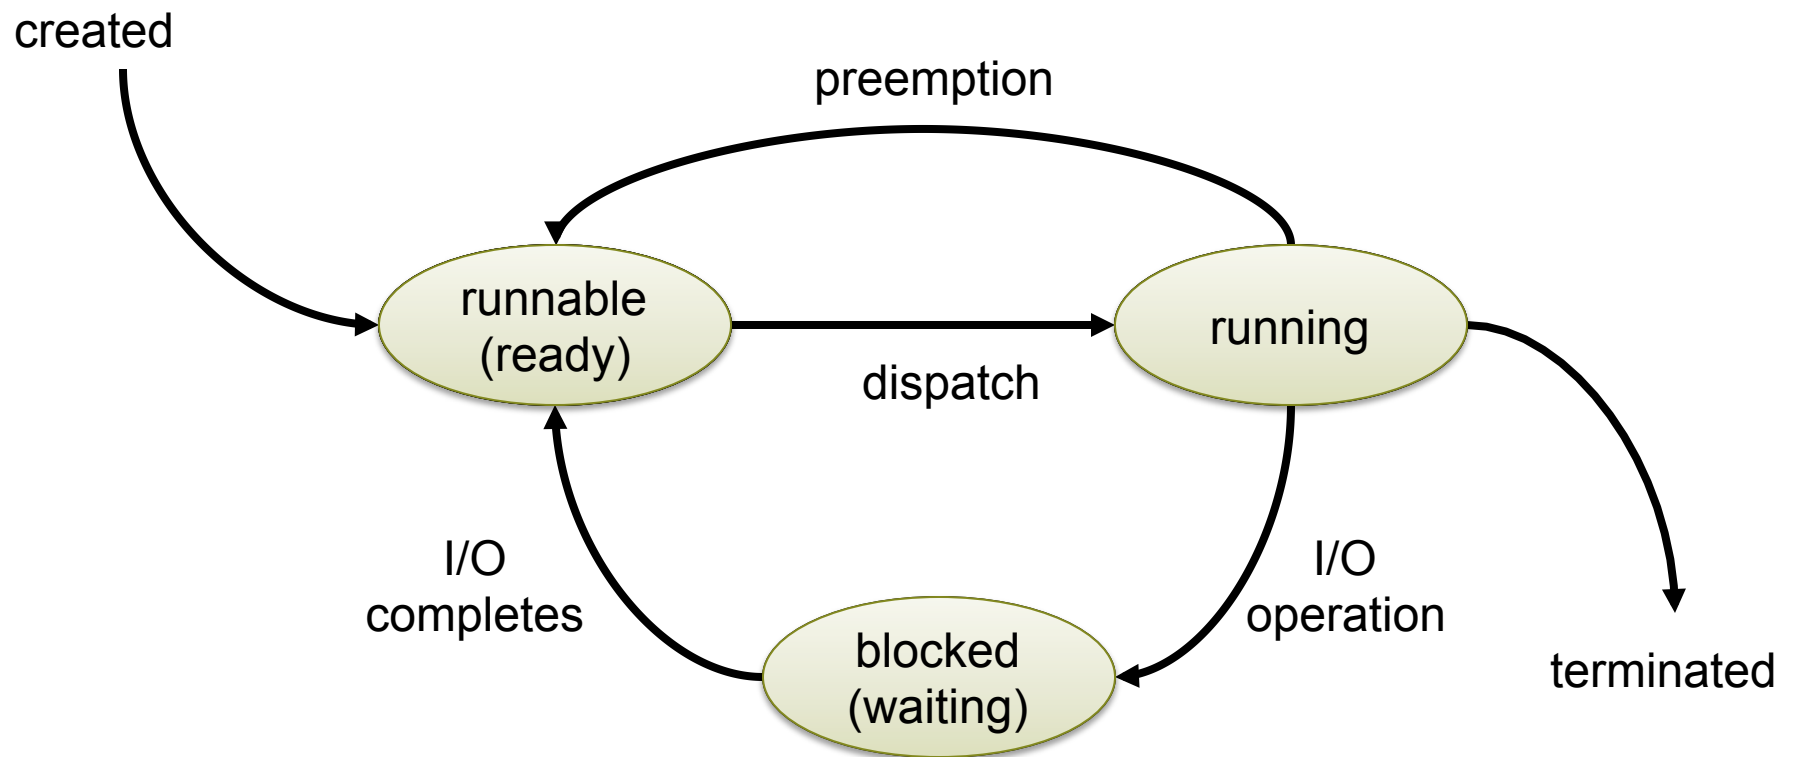 created
preemption
runnable
(ready)
running
dispatch
I/O
completes
I/O
operation
blocked
(waiting)
terminated